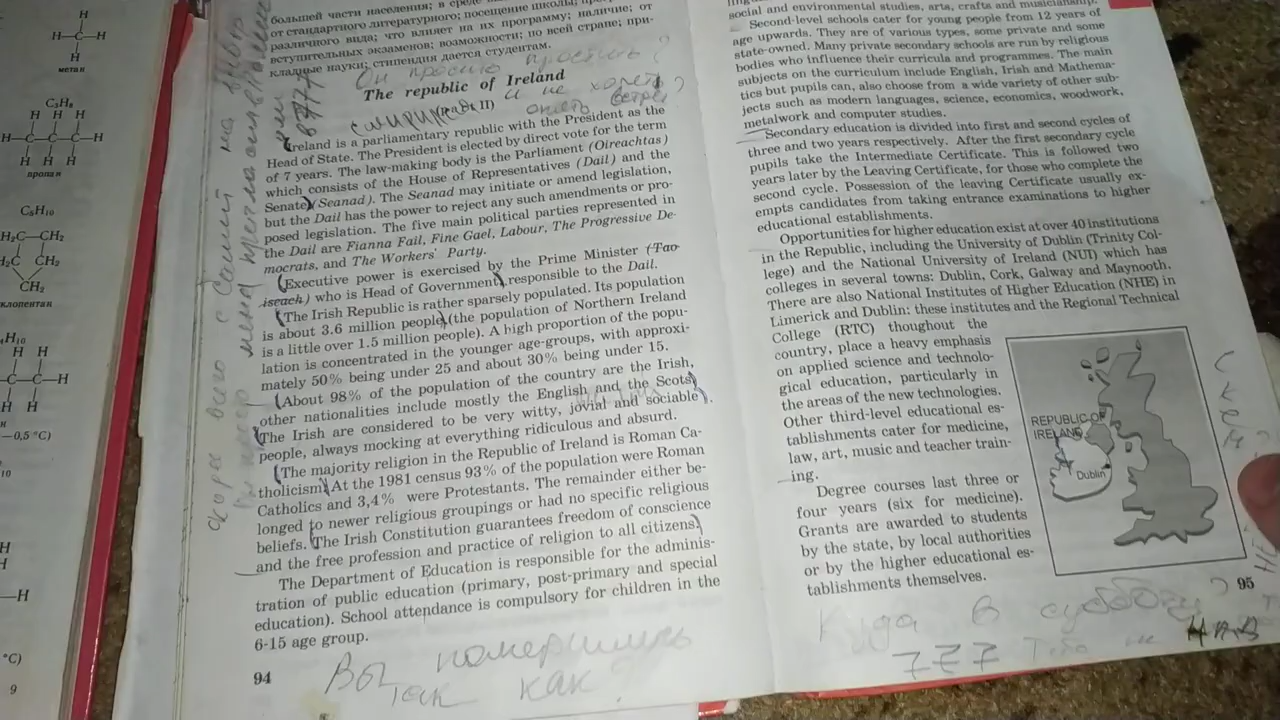 большей части населения; в среде
от стандартного литературного; посещение школы;
различного вида; что влияет на их программу; наличие; от
вступительных экзаменов; возможности; по всей стране; при-
кладные науки; стипендия дается студентам.
The republic of Ireland
(Part II)
Ireland is a parliamentary republic with the President as the
Head of State. The President is elected by direct vote for the term
of 7 years. The law-making body is the Parliament (Oireachtas)
which consists of the House of Representatives (Dail) and the
Senate (Seanad). The Seanad may initiate or amend legislation,
but the Dail has the power to reject any such amendments or pro-
posed legislation. The five main political parties represented in
the Dail are Fianna Fail, Fine Gael, Labour, The Progressive De-
mocrats, and The Workers' Party.
Executive power is exercised by the Prime Minister (Tao-
iseach) who is Head of Government, responsible to the Dail.
The Irish Republic is rather sparsely populated. Its population
is about 3.6 million people (the population of Northern Ireland
is a little over 1.5 million people). A high proportion of the popu-
lation is concentrated in the younger age-groups, with approxi-
mately 50% being under 25 and about 30% being under 15.
About 98% of the population of the country are the Irish,
other nationalities include mostly the English and the Scots.
The Irish are considered to be very witty, jovial and sociable
people, always mocking at everything ridiculous and absurd.
The majority religion in the Republic of Ireland is Roman Ca-
tholicism. At the 1981 census 93% of the population were Roman
Catholics and 3,4% were Protestants. The remainder either be-
longed to newer religious groupings or had no specific religious
beliefs. The Irish Constitution guarantees freedom of conscience
and the free profession and practice of religion to all citizens.
The Department of Education is responsible for the adminis-
tration of public education (primary, post-primary and special
education). School attendance is compulsory for children in the
6-15 age group.
94
Вы
так как?
social and environmental studies, arts, crafts and musicianship.
Second-level schools cater for young people from 12 years of
age upwards. They are of various types, some private and some
state-owned. Many private secondary schools are run by religious
bodies who influence their curricula and programmes. The main
subjects on the curriculum include English, Irish and Mathema-
tics but pupils can, also choose from a wide variety of other sub-
jects such as modern languages, science, economics, woodwork,
metalwork and computer studies.
Secondary education is divided into first and second cycles of
three and two years respectively. After the first secondary cycle
pupils take the Intermediate Certificate. This is followed two
years later by the Leaving Certificate, for those who complete the
second cycle. Possession of the leaving Certificate usually ex-
empts candidates from taking entrance examinations to higher
educational establishments.
Opportunities for higher education exist at over 40 institutions
in the Republic, including the University of Dublin (Trinity Col-
lege) and the National University of Ireland (NUI) which has
colleges in several towns: Dublin, Cork, Galway and Maynooth.
There are also National Institutes of Higher Education (NHE) in
Limerick and Dublin: these institutes and the Regional Technical
College (RTC) thoughout the
country, place a heavy emphasis
on applied science and technolo-
gical education, particularly in
the areas of the new technologies.
Other third-level educational es-
tablishments cater for medicine,
law, art, music and teacher train-
ing.
Degree courses last three or
four years (six for medicine).
Grants are awarded to students
by the state, by local authorities
or by the higher educational es-
tablishments themselves.
REPUBLIC OF
IRELAND
Dublin
95
Куда в субботу?
777
H
H—C—H
H
метан
C₃H₈
H H H
H—C—C—C—H
H H H
пропан
C₅H₁₀
H₂C—CH₂
CH₂
CH₂
клопентан
H H
H H
—0,5 °C)
—H
°C)
9